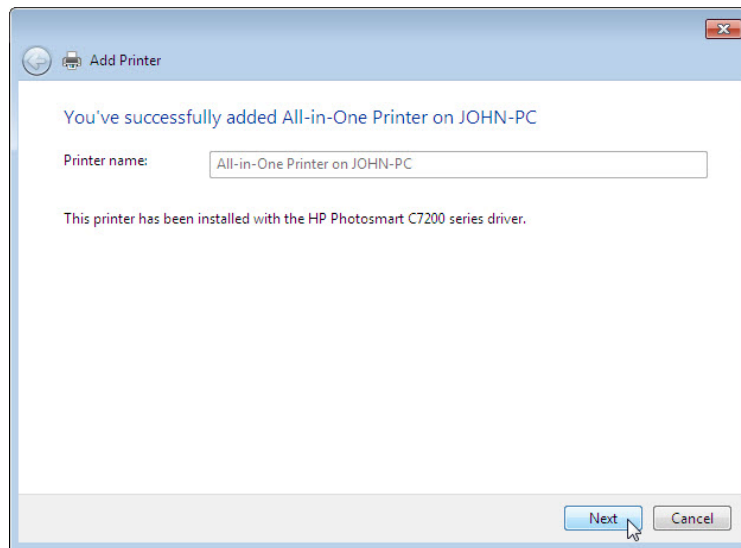 Add Printer
You've successfully added All-in-One Printer on JOHN-PC
Printer name:
All-in-One Printer on JOHN-PC
This printer has been installed with the HP Photosmart C7200 series driver.
Next
Cancel